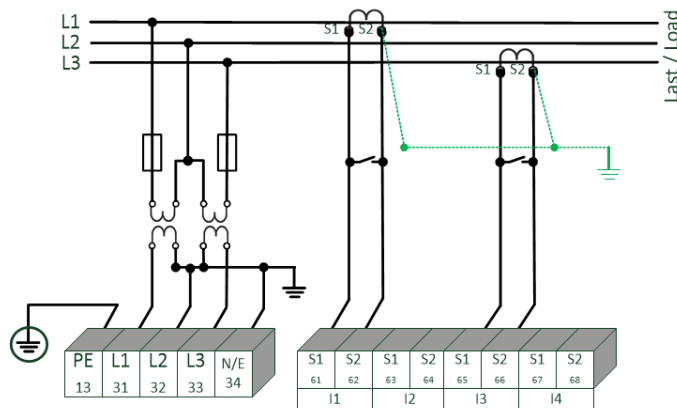 L1
L2
L3
S1 S2
S1 S2
Last / Load
PE L1 L2 L3 N/E
13 31 32 33 34
S1 S2 S1 S2 S1 S2 S1 S2
61 62 63 64 65 66 67 68
I1 I2 I3 I4